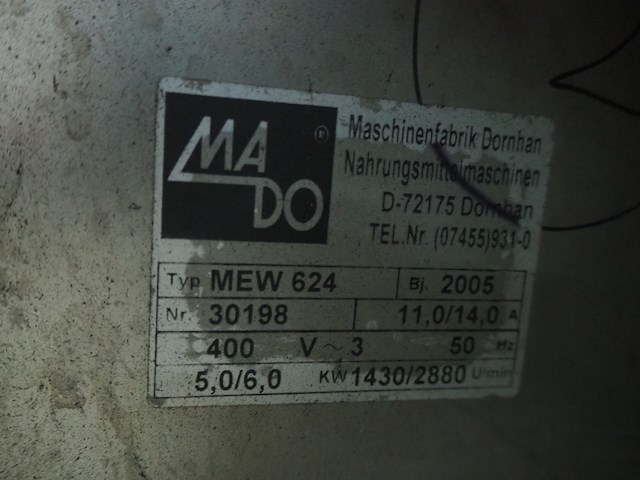 MA
DO
®
Maschinenfabrik Dornhan
Nahrungsmittelmaschinen
D-72175 Dornhan
TEL.Nr. (07455)931-0
Typ MEW 624 Bj. 2005
Nr. 30198 11,0/14,0 A
400 V ~ 3 50 Hz
5,0/6,0 KW 1430/2880 U/min